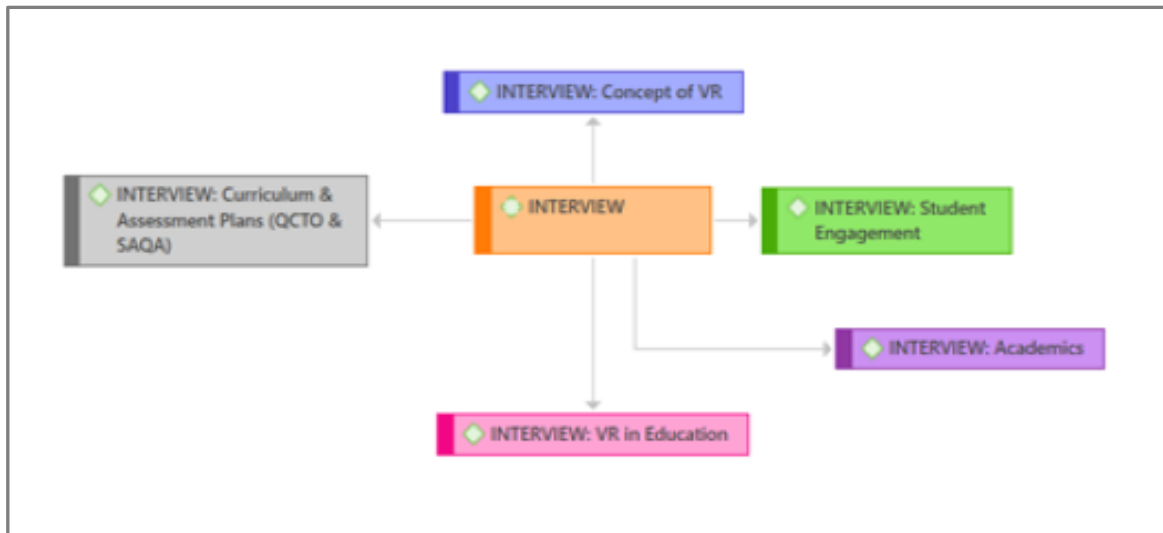 INTERVIEW: Concept of VR
INTERVIEW: Curriculum &
Assessment Plans (QCTO &
SAQA)
INTERVIEW
INTERVIEW: Student
Engagement
INTERVIEW: Academics
INTERVIEW: VR in Education